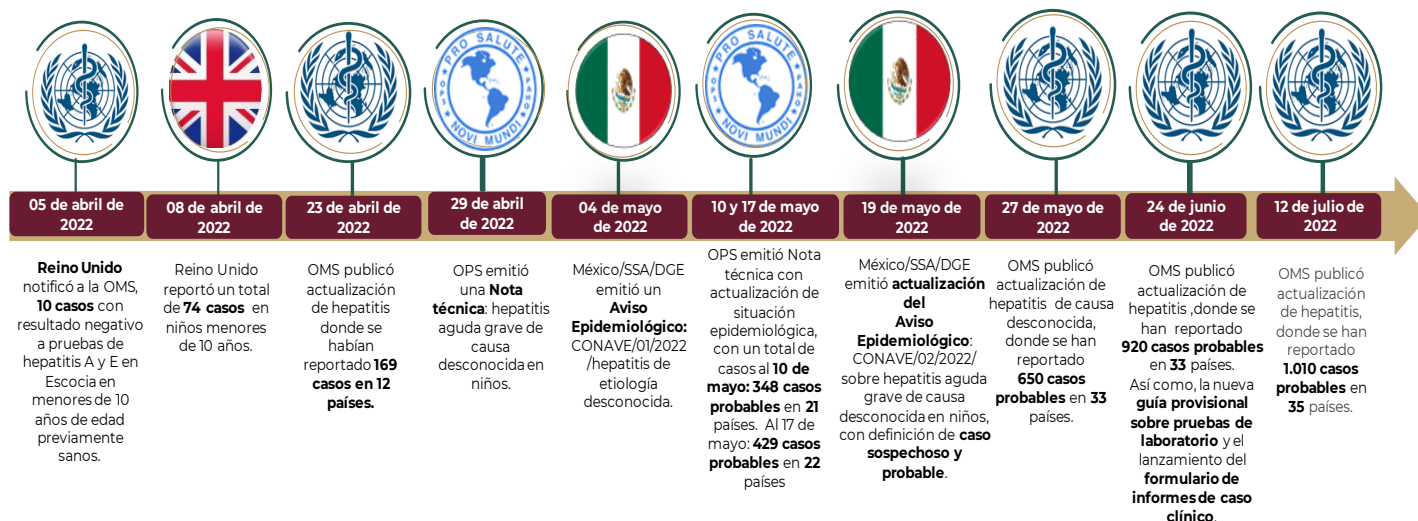 PRO SALUTE
NOVI MUNDI
PRO SALUTE
NOVI MUNDI
05 de abril de
2022
Reino Unido
notificó a la OMS,
10 casos con
resultado negativo
a pruebas de
hepatitis A y E en
Escocia en
menores de 10
años de edad
previamente
sanos.
08 de abril de
2022
Reino Unido
reportó un total
de 74 casos en
niños menores
de 10 años.
23 de abril de
2022
OMS publicó
actualización
de hepatitis
donde se
habían
reportado 169
casos en 12
países.
29 de abril
de 2022
OPS emitió
una Nota
técnica: hepatitis
aguda grave de
causa
desconocida en
niños.
04 de mayo
de 2022
México/SSA/DGE
emitió un
Aviso
Epidemiológico:
CONAVE/01/2022
/hepatitis de
etiología
desconocida.
10 y 17 de mayo
de 2022
OPS emitió Nota
técnica con
actualización de
situación
epidemiológica,
con un total de
casos al 10 de
mayo: 348 casos
probables en 21
países. Al 17 de
mayo: 429 casos
probables en 22
países
19 de mayo de
2022
México/SSA/DGE
emitió actualización
del
Aviso
Epidemiológico:
CONAVE/02/2022/
sobre hepatitis aguda
grave de causa
desconocida en niños,
con definición de caso
sospechoso y
probable.
27 de mayo de
2022
OMS publicó
actualización de
hepatitis de causa
desconocida,
donde se han
reportado
650 casos
probables en 33
países.
24 de junio de
2022
OMS publicó
actualización de
hepatitis ,donde se
han reportado
920 casos probables
en 33 países.
Así como, la nueva
guía provisional
sobre pruebas de
laboratorio y el
lanzamiento del
formulario de
informes de caso
clínico.
12 de julio de
2022
OMS publicó
actualización
de hepatitis,
donde se han
reportado
1.010 casos
probables en
35 países.